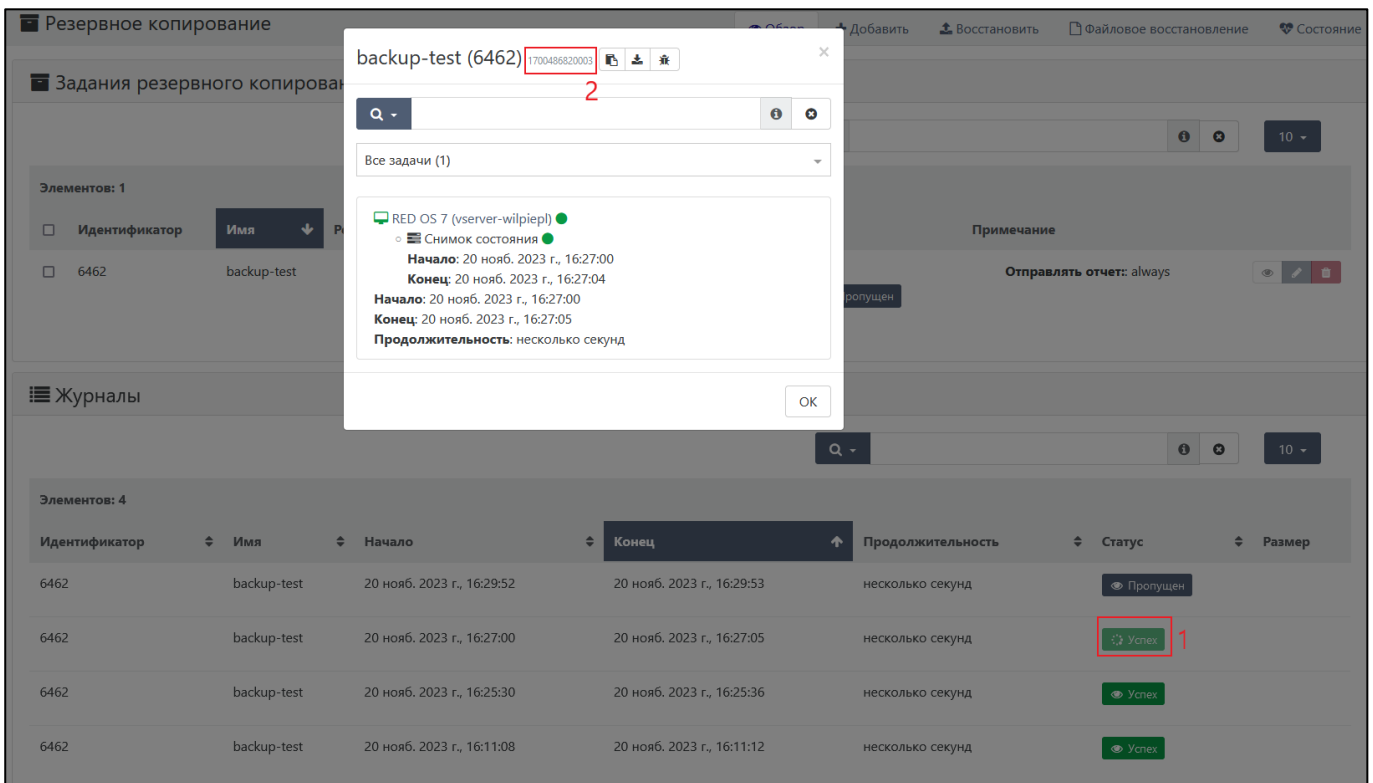 Резервное копирование
Обзор Добавить Восстановить Файловое восстановление Состояние
backup-test (6462) 1700486820003
×
2
Задания резервного копирован
Все задачи (1)
10
Элементов: 1
Идентификатор Имя Примечание
6462 backup-test Отправлять отчет:: always
Пропущен
RED OS 7 (vserver-wilpiepl)
Снимок состояния
Начало: 20 нояб. 2023 г., 16:27:00
Конец: 20 нояб. 2023 г., 16:27:04
Начало: 20 нояб. 2023 г., 16:27:00
Конец: 20 нояб. 2023 г., 16:27:05
Продолжительность: несколько секунд
OK
Журналы
10
Элементов: 4
Идентификатор Имя Начало Конец Продолжительность Статус Размер
6462 backup-test 20 нояб. 2023 г., 16:29:52 20 нояб. 2023 г., 16:29:53 несколько секунд Пропущен
6462 backup-test 20 нояб. 2023 г., 16:27:00 20 нояб. 2023 г., 16:27:05 несколько секунд Успех 1
6462 backup-test 20 нояб. 2023 г., 16:25:30 20 нояб. 2023 г., 16:25:36 несколько секунд Успех
6462 backup-test 20 нояб. 2023 г., 16:11:08 20 нояб. 2023 г., 16:11:12 несколько секунд Успех